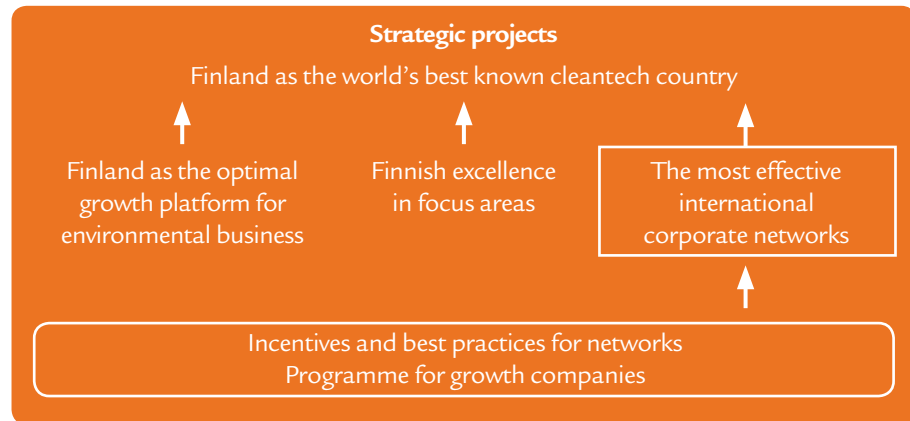 Strategic projects
Finland as the world's best known cleantech country
Finland as the optimal
growth platform for
environmental business
Finnish excellence
in focus areas
The most effective
international
corporate networks
Incentives and best practices for networks
Programme for growth companies